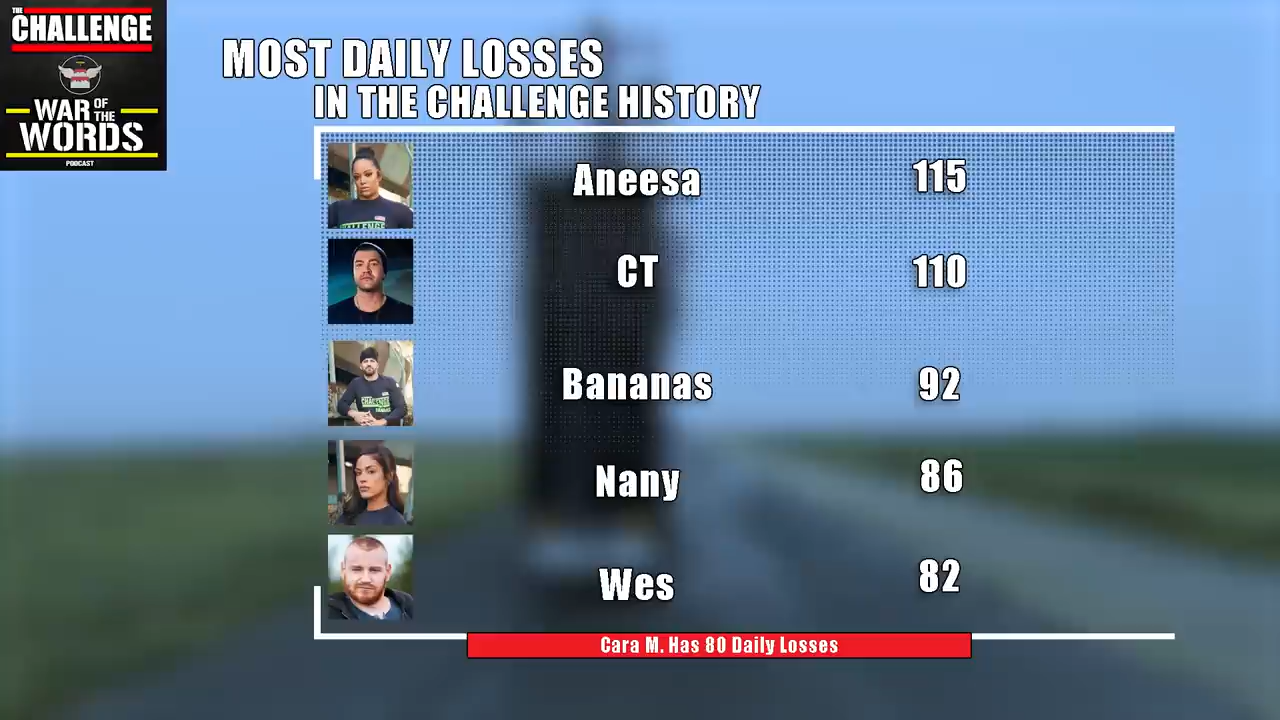 THE
CHALLENGE
WAR OF THE
WORDS
PODCAST
MOST DAILY LOSSES
IN THE CHALLENGE HISTORY
Aneesa 115
CT 110
Bananas 92
Nany 86
Wes 82
Cara M. Has 80 Daily Losses